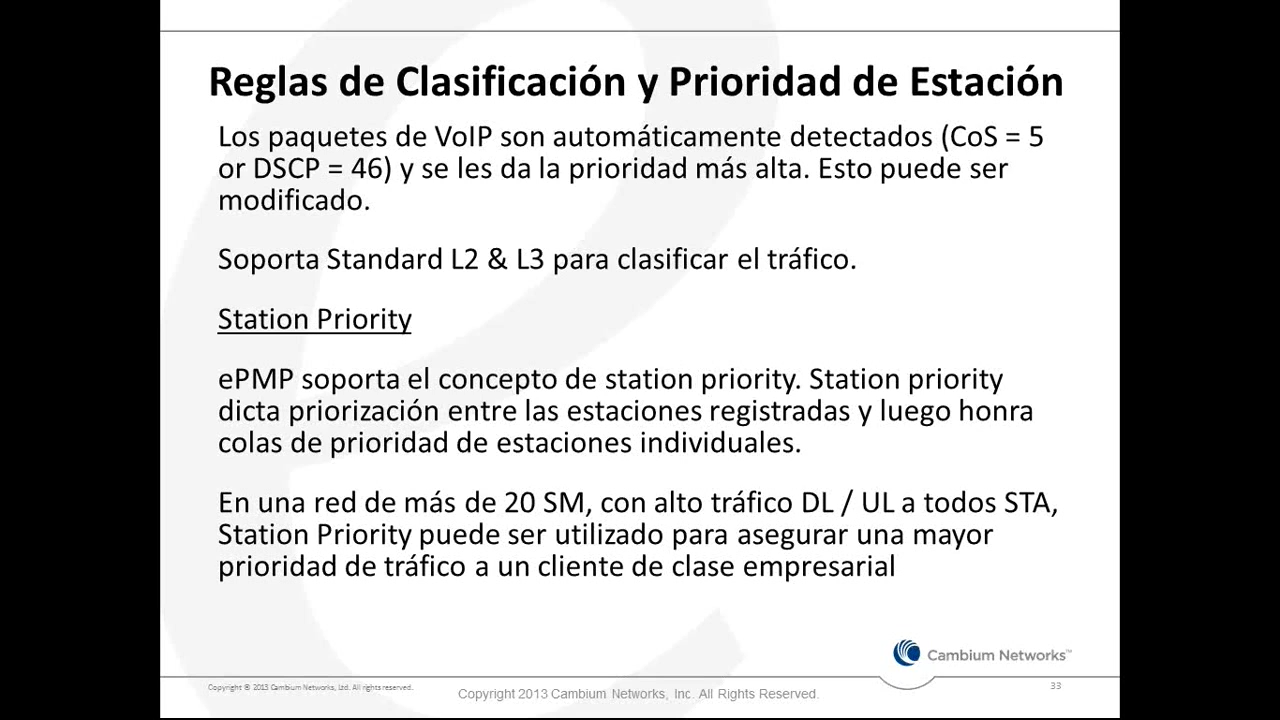 Reglas de Clasificación y Prioridad de Estación
Los paquetes de VoIP son automáticamente detectados (CoS = 5
or DSCP = 46) y se les da la prioridad más alta. Esto puede ser
modificado.
Soporta Standard L2 & L3 para clasificar el tráfico.
Station Priority
ePMP soporta el concepto de station priority. Station priority
dicta priorización entre las estaciones registradas y luego honra
colas de prioridad de estaciones individuales.
En una red de más de 20 SM, con alto tráfico DL / UL a todos STA,
Station Priority puede ser utilizado para asegurar una mayor
prioridad de tráfico a un cliente de clase empresarial
Cambium Networks™
Copyright © 2013 Cambium Networks, Ltd. All rights reserved.
Copyright 2013 Cambium Networks, Inc. All Rights Reserved.
33